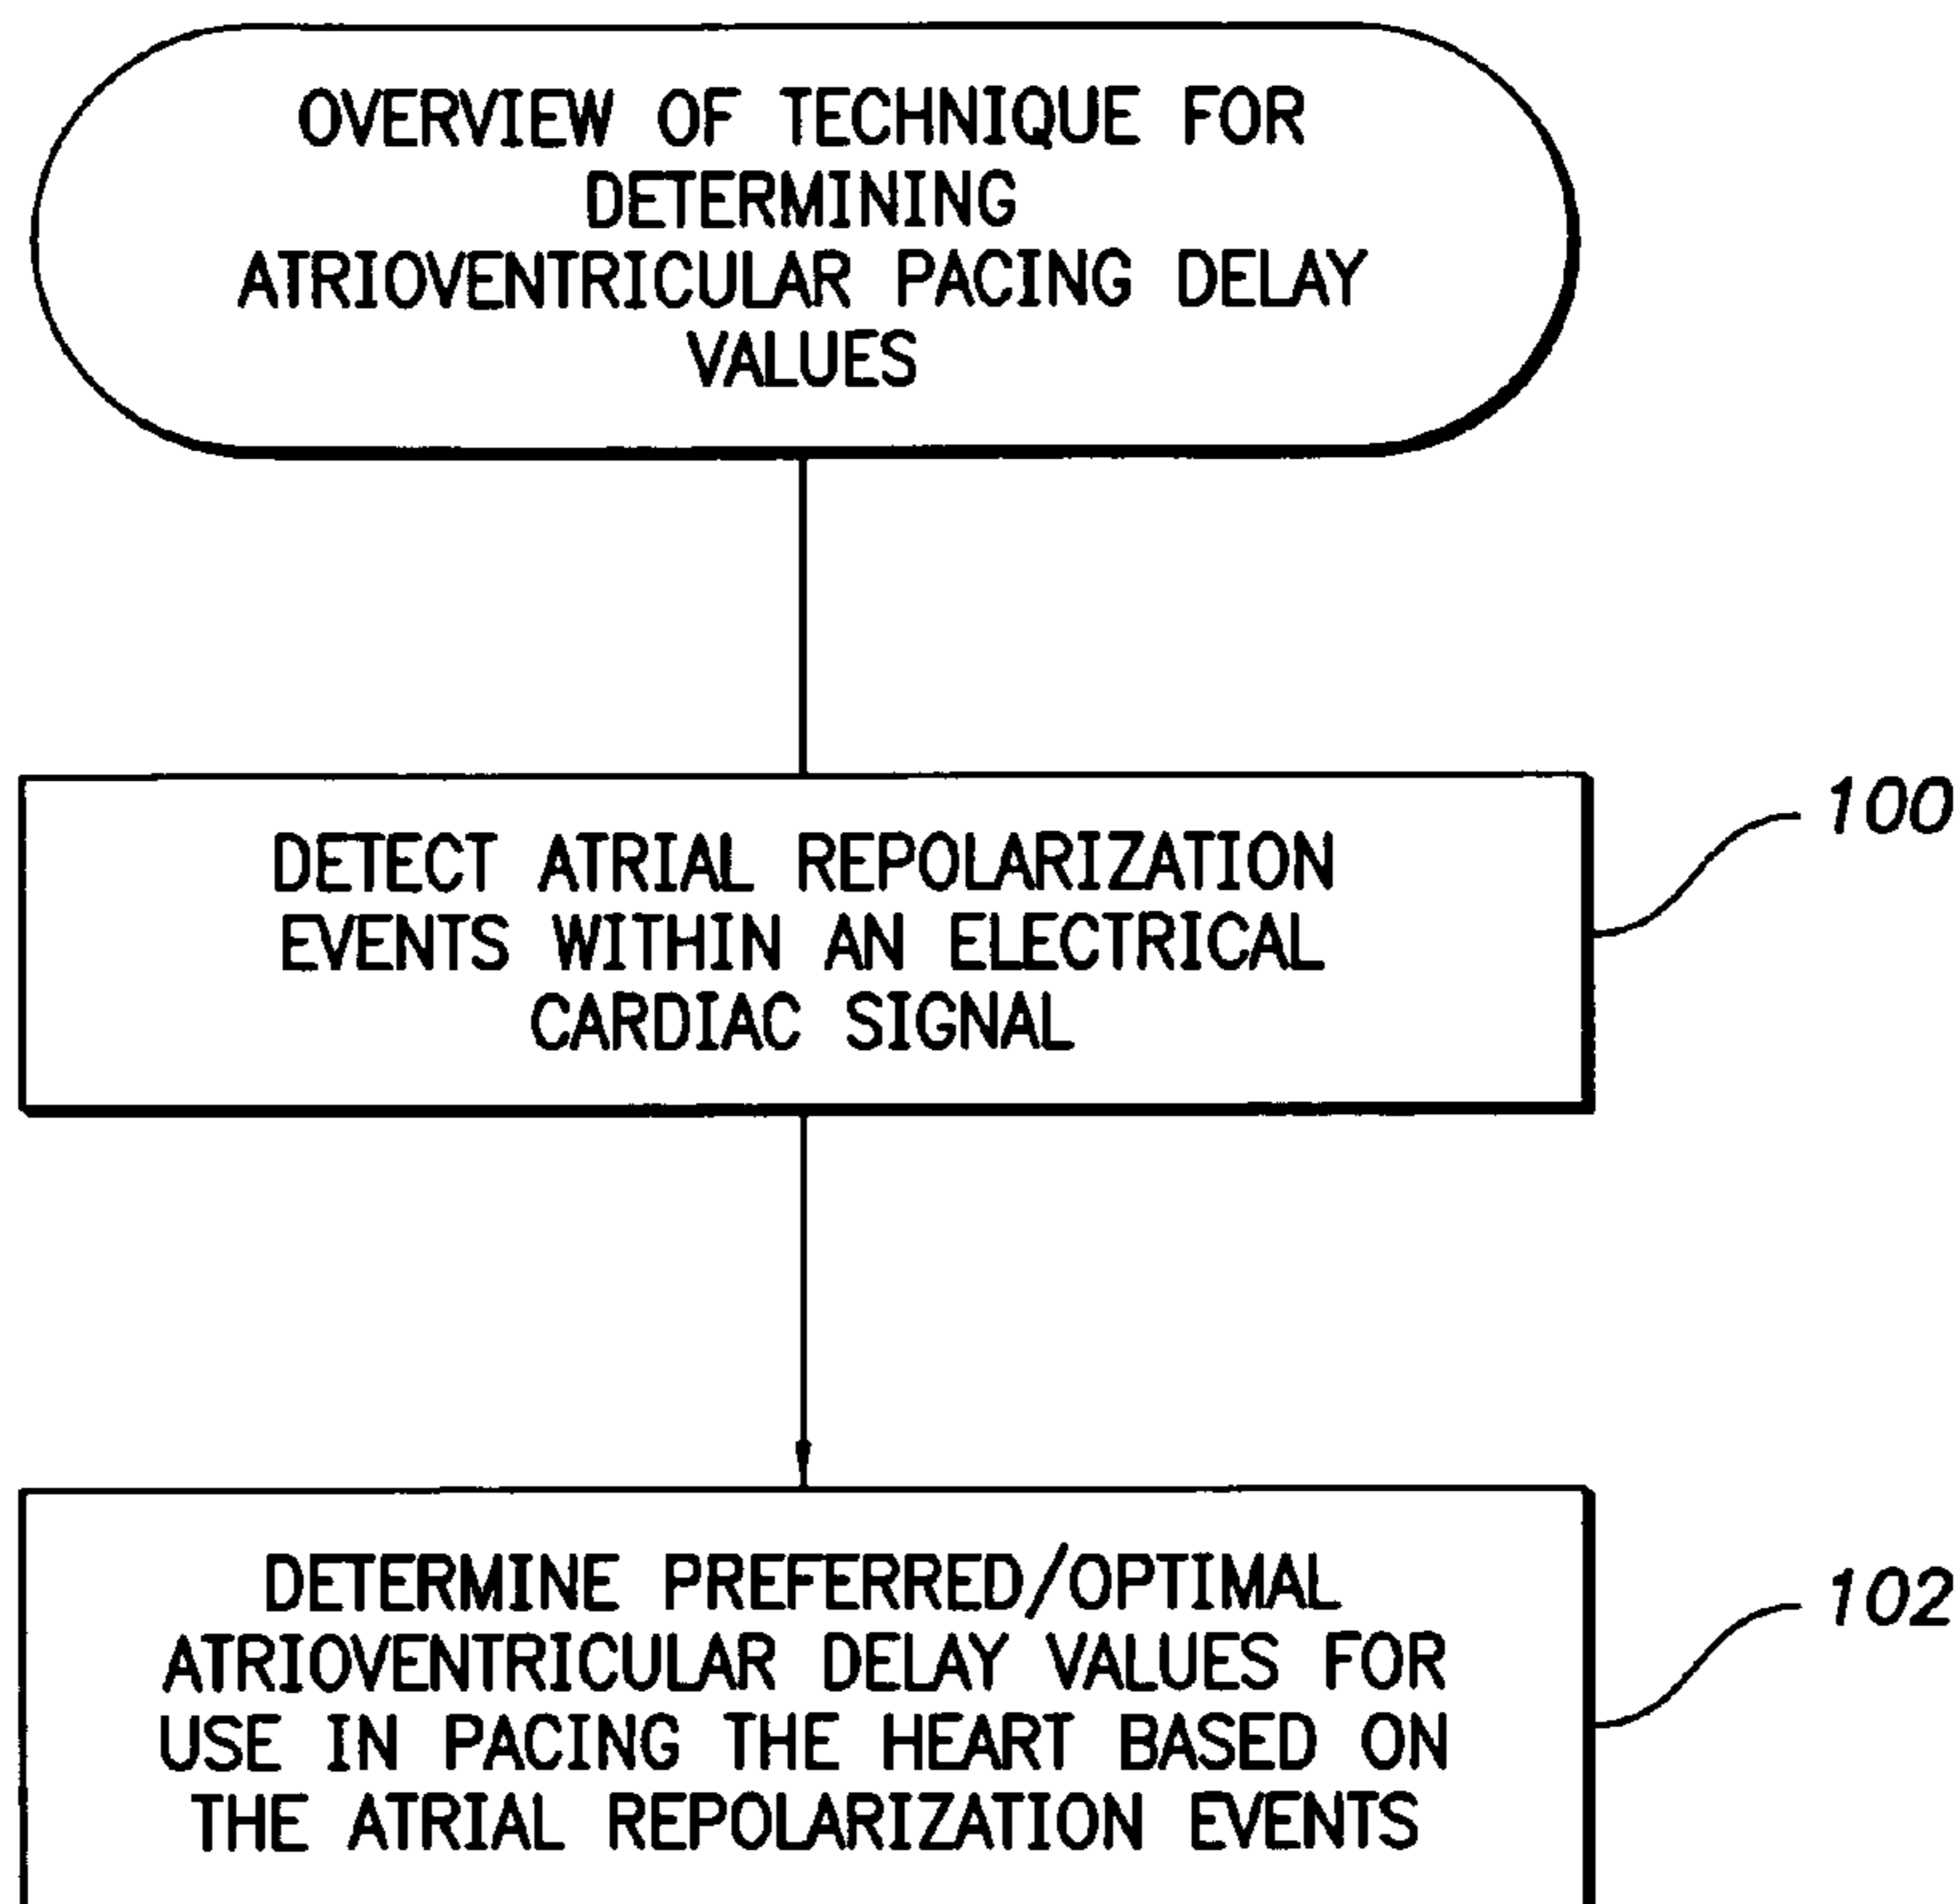 OVERVIEW OF TECHNIQUE FOR
DETERMINING
ATRIOVENTRICULAR PACING DELAY
VALUES
DETECT ATRIAL REPOLARIZATION
EVENTS WITHIN AN ELECTRICAL
CARDIAC SIGNAL
100
DETERMINE PREFERRED/OPTIMAL
ATRIOVENTRICULAR DELAY VALUES FOR
USE IN PACING THE HEART BASED ON
THE ATRIAL REPOLARIZATION EVENTS
102